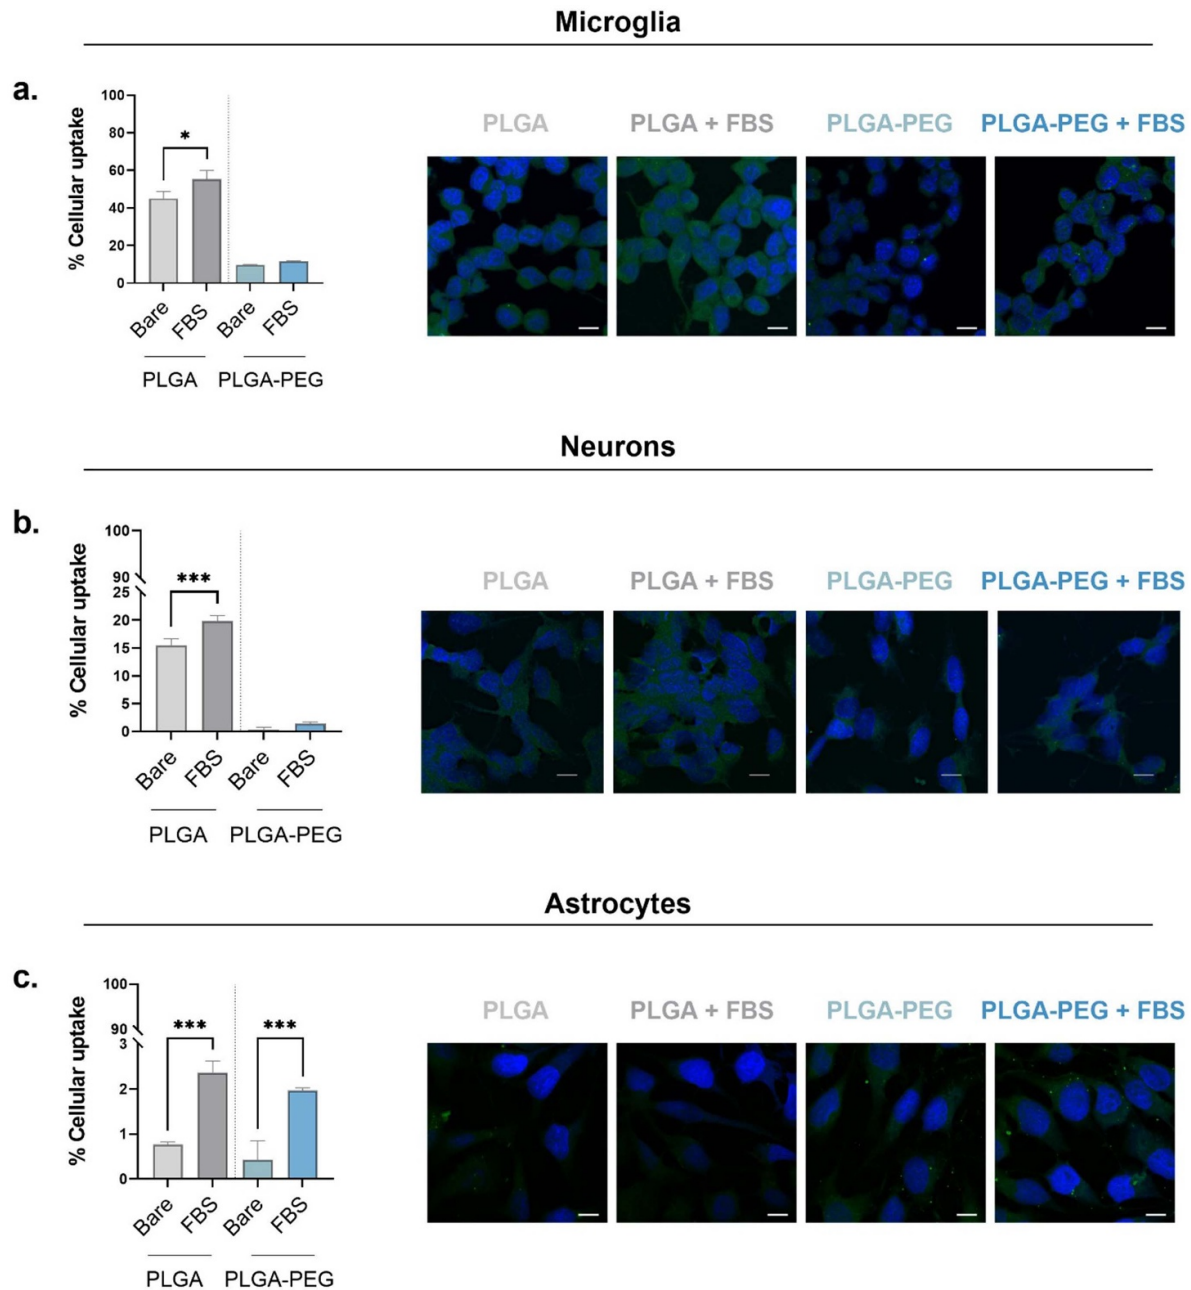 Microglia
a.
% Cellular uptake
100
80
60
40
20
0
*
Bare
FBS
Bare
FBS
PLGA
PLGA-PEG
PLGA
PLGA + FBS
PLGA-PEG
PLGA-PEG + FBS
Neurons
b.
% Cellular uptake
100
90
25
20
15
10
5
0
***
Bare
FBS
Bare
FBS
PLGA
PLGA-PEG
PLGA
PLGA + FBS
PLGA-PEG
PLGA-PEG + FBS
Astrocytes
c.
% Cellular uptake
100
90
3
2
1
0
***
***
Bare
FBS
Bare
FBS
PLGA
PLGA-PEG
PLGA
PLGA + FBS
PLGA-PEG
PLGA-PEG + FBS